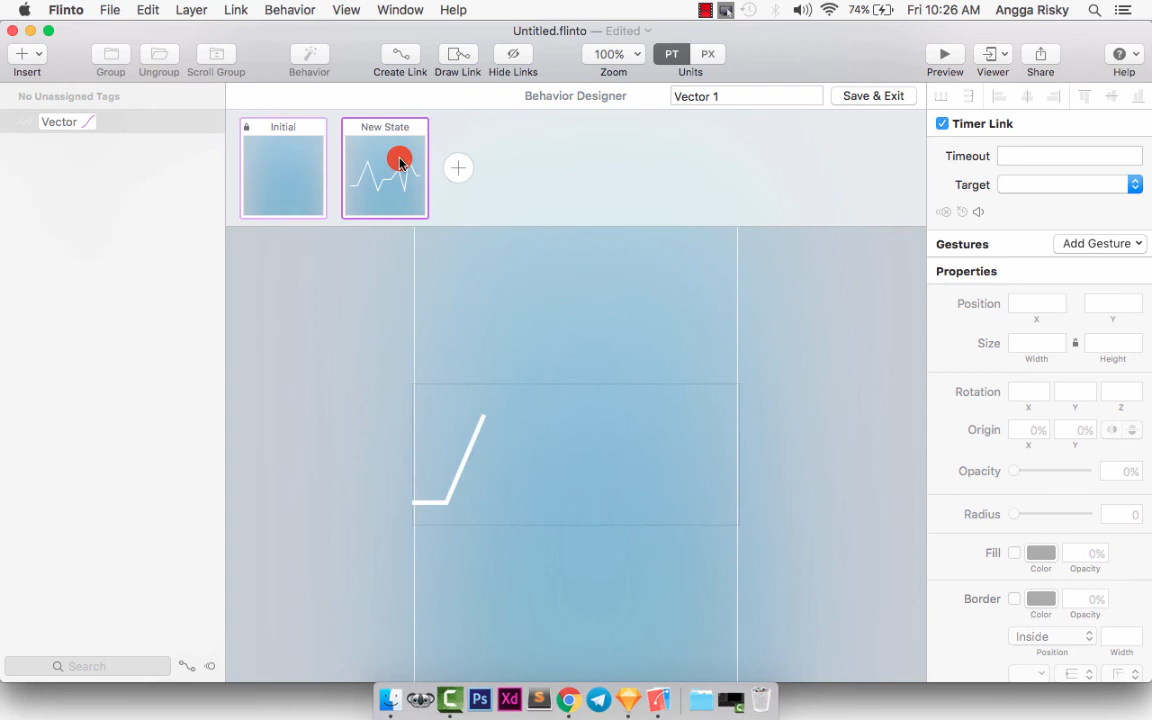 Flinto File Edit Layer Link Behavior View Window Help 74% Fri 10:26 AM Angga Risky
Untitled.flinto — Edited
Insert Group Ungroup Scroll Group Behavior Create Link Draw Link Hide Links 100% Zoom PT PX Units Preview Viewer Share Help
No Unassigned Tags
Behavior Designer Vector 1 Save & Exit
Vector
Initial New State
Timer Link
Timeout
Target
Gestures Add Gesture
Properties
Position
X Y
Size
Width Height
Rotation
X Y Z
Origin 0% 0%
X Y
Opacity 0%
Radius 0
Fill 0%
Color Opacity
Border 0%
Color Opacity
Inside
Position Width
Search
Ps Xd S